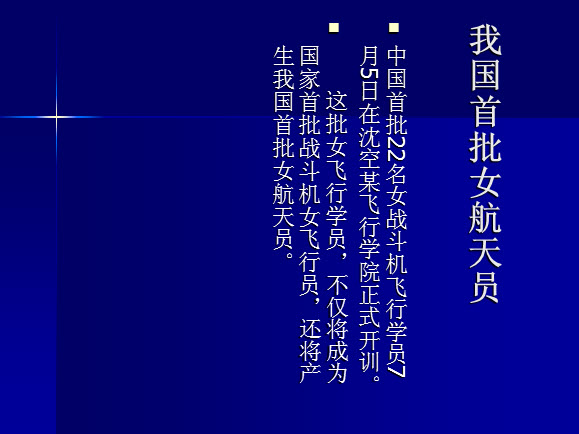 我国首批女航天员
中国首批22名女战斗机飞行学员7
月5日在沈空某飞行学院正式开训。
这批女飞行学员，不仅将成为
国家首批战斗机女飞行员，还将产
生我国首批女航天员。